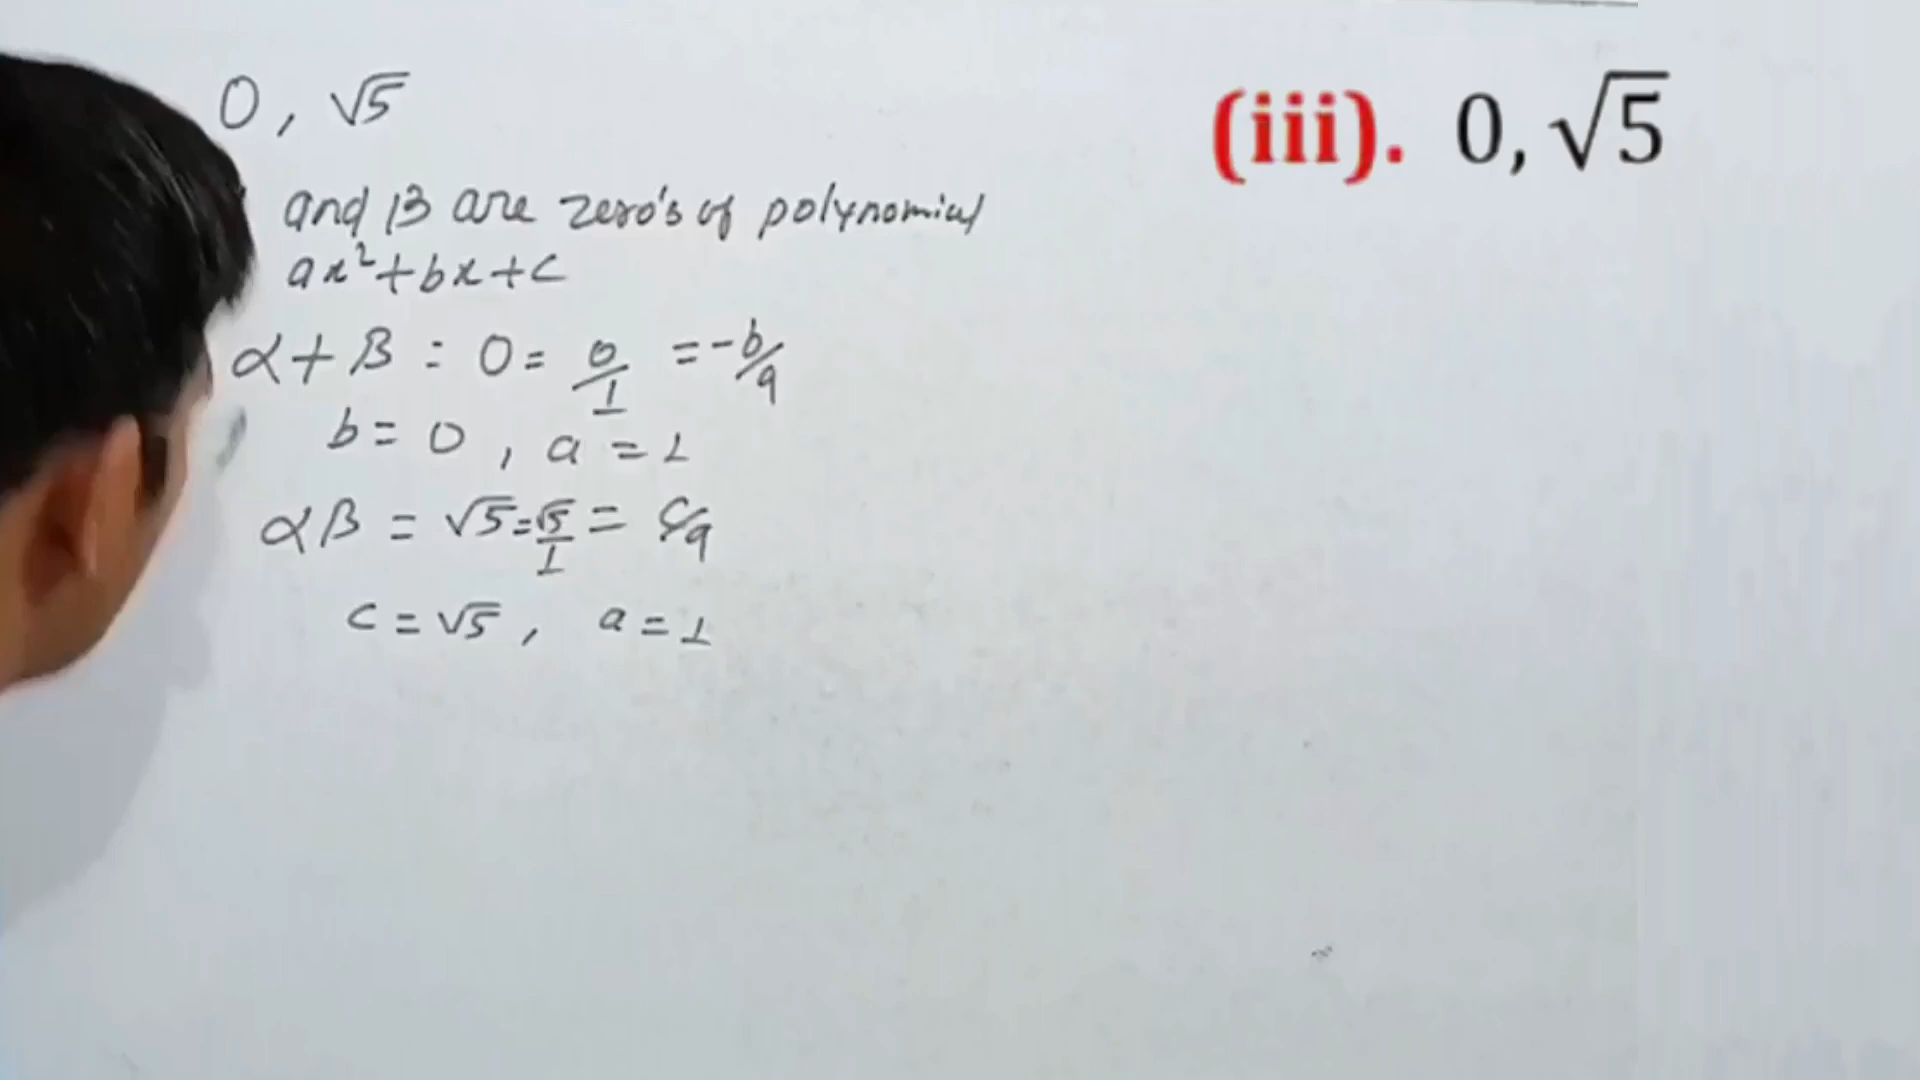 0, √5
(iii). 0, √5
and β are zero's of polynomial
ax²+bx+c
α+β = 0 = 0/1 = -b/a
b = 0, a = 1
αβ = √5 = √5/1 = c/a
c = √5, a = 1